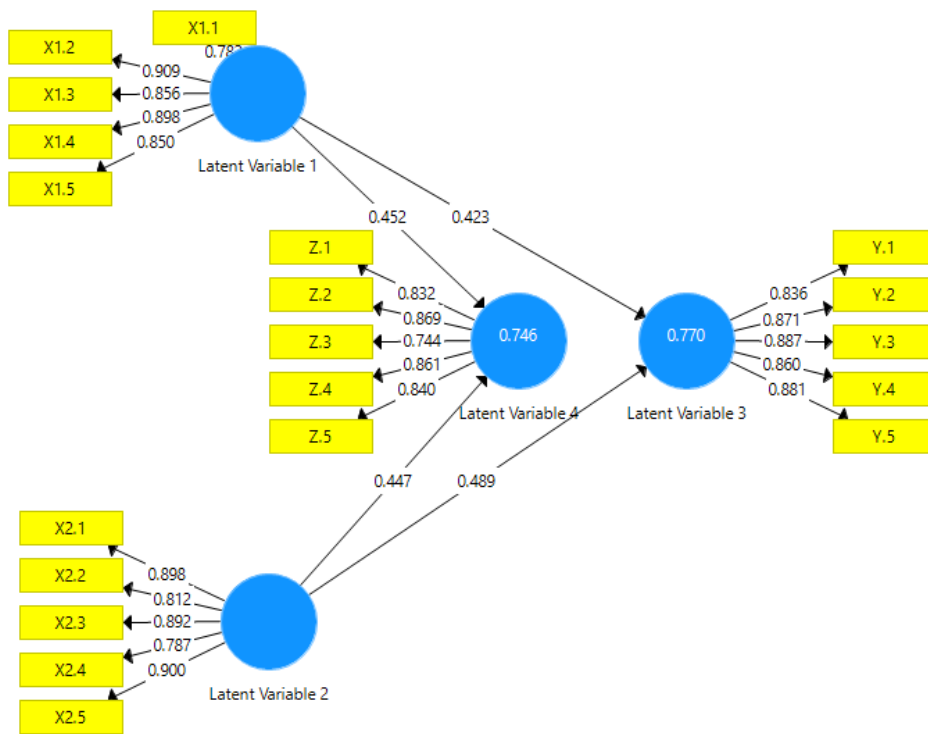 X1.1
X1.2
X1.3
X1.4
X1.5
0.909
0.856
0.898
0.850
Latent Variable 1
0.452
0.423
Z.1
Z.2
Z.3
Z.4
Z.5
0.832
0.869
0.744
0.861
0.840
0.746
Latent Variable 4
0.770
Latent Variable 3
Y.1
Y.2
Y.3
Y.4
Y.5
0.836
0.871
0.887
0.860
0.881
0.447
0.489
X2.1
X2.2
X2.3
X2.4
X2.5
0.898
0.812
0.892
0.787
0.900
Latent Variable 2